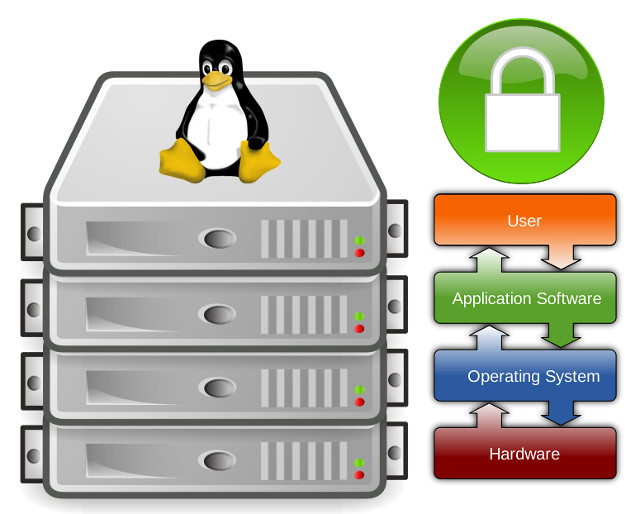 User
Application Software
Operating System
Hardware